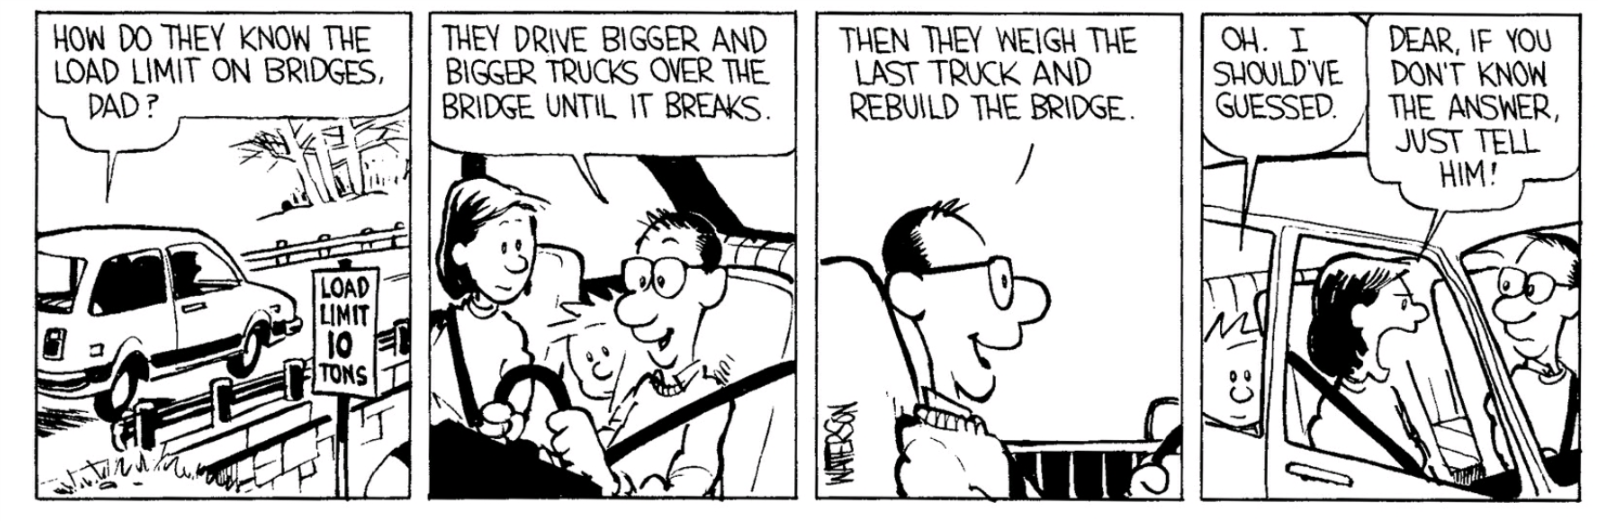 HOW DO THEY KNOW THE
LOAD LIMIT ON BRIDGES,
DAD?
LOAD
LIMIT
10
TONS
THEY DRIVE BIGGER AND
BIGGER TRUCKS OVER THE
BRIDGE UNTIL IT BREAKS.
THEN THEY WEIGH THE
LAST TRUCK AND
REBUILD THE BRIDGE.
WATTERSON
OH. I
SHOULD'VE
GUESSED.
DEAR, IF YOU
DON'T KNOW
THE ANSWER,
JUST TELL
HIM!